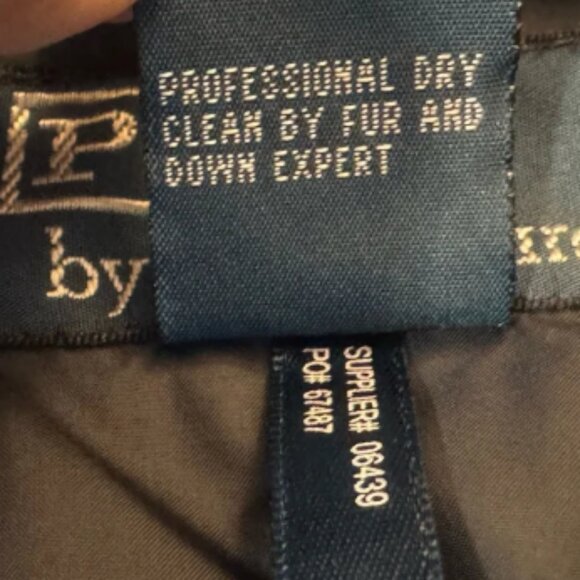 PROFESSIONAL DRY
CLEAN BY FUR AND
DOWN EXPERT
P
by
SUPPLIER# 06439
PO# 67487